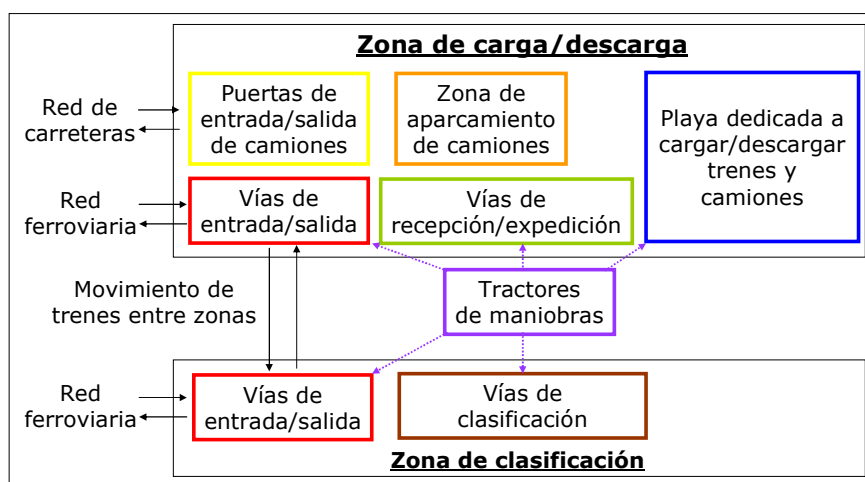 Zona de carga/descarga
Red de
carreteras
Puertas de
entrada/salida
de camiones
Zona de
aparcamiento
de camiones
Playa dedicada a
cargar/descargar
trenes y
camiones
Red
ferroviaria
Vías de
entrada/salida
Vías de
recepción/expedición
Movimiento de
trenes entre zonas
Tractores
de maniobras
Red
ferroviaria
Vías de
entrada/salida
Vías de
clasificación
Zona de clasificación